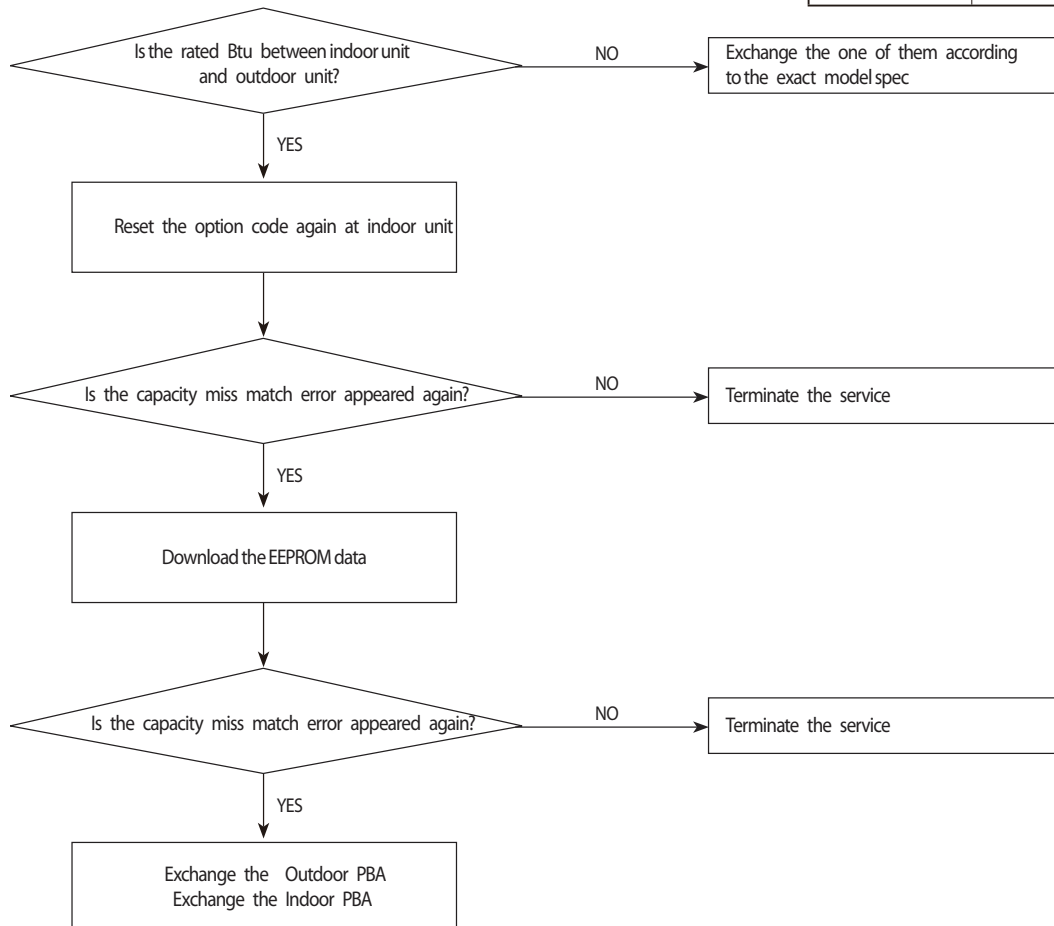 Is the rated Btu between indoor unit
and outdoor unit?
NO
Exchange the one of them according
to the exact model spec
YES
Reset the option code again at indoor unit
Is the capacity miss match error appeared again?
NO
Terminate the service
YES
Download the EEPROM data
Is the capacity miss match error appeared again?
NO
Terminate the service
YES
Exchange the Outdoor PBA
Exchange the Indoor PBA